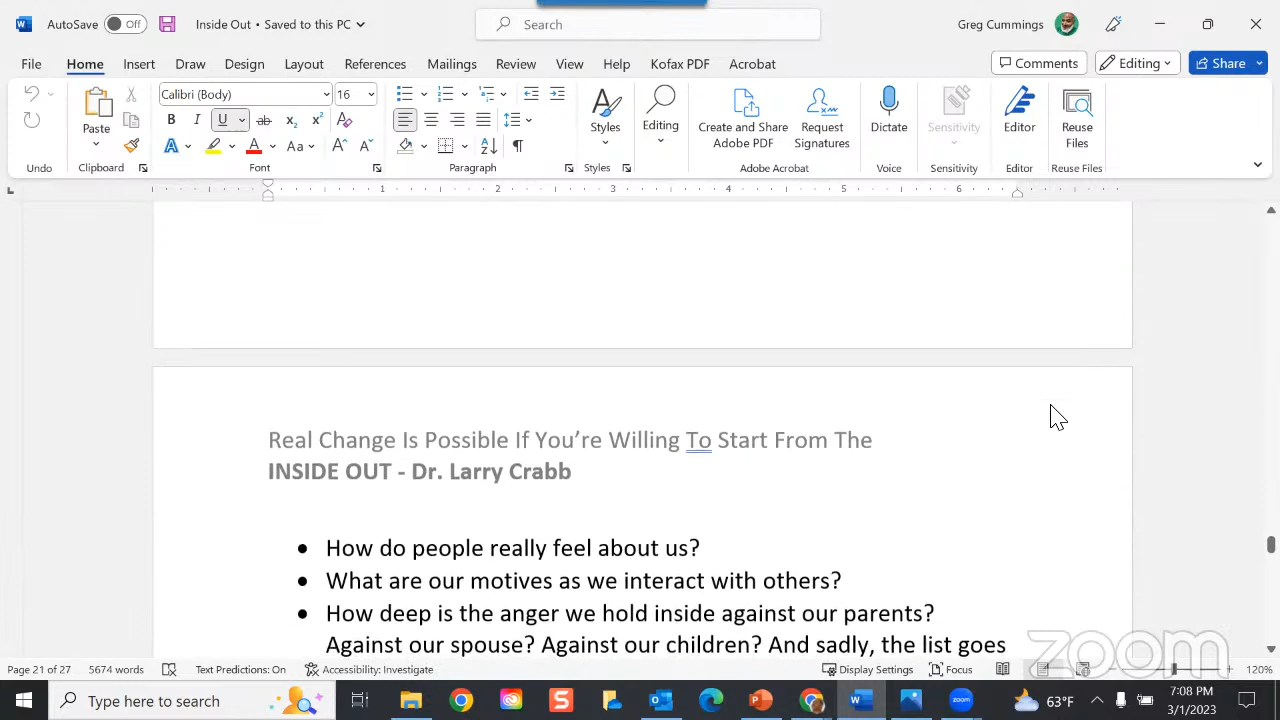 AutoSave Off Inside Out • Saved to this PC Search Greg Cummings
File Home Insert Draw Design Layout References Mailings Review View Help Kofax PDF Acrobat Comments Editing Share
Calibri (Body) 16
Paste Styles Editing Create and Share Adobe PDF Request Signatures Dictate Sensitivity Editor Reuse Files
Undo Clipboard Font Paragraph Styles Adobe Acrobat Voice Sensitivity Editor Reuse Files
1 2 3 4 5 6
Real Change Is Possible If You’re Willing To Start From The
INSIDE OUT - Dr. Larry Crabb
• How do people really feel about us?
• What are our motives as we interact with others?
• How deep is the anger we hold inside against our parents?
Against our spouse? Against our children? And sadly, the list goes
zoom
Page 21 of 27 5674 words Text Predictions: On Accessibility: Investigate Display Settings Focus 120%
Type here to search 63°F 7:08 PM
3/1/2023